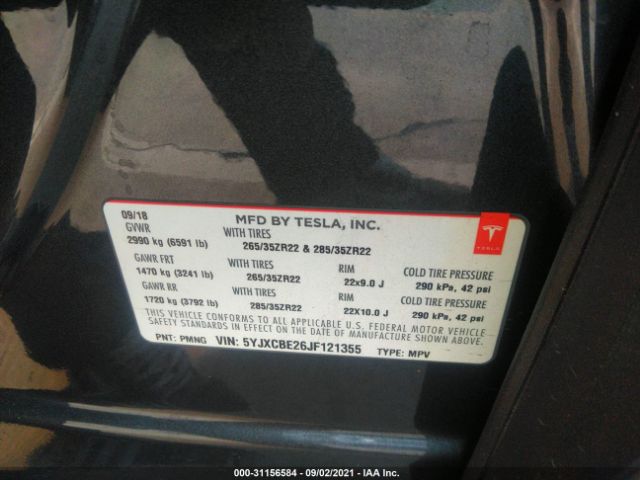 09/18 MFD BY TESLA, INC.
GVWR WITH TIRES
2990 kg (6591 lb) 265/35ZR22 & 285/35ZR22
GAWR FRT WITH TIRES RIM COLD TIRE PRESSURE
1470 kg (3241 lb) 265/35ZR22 22x9.0 J 290 kPa, 42 psi
GAWR RR WITH TIRES RIM COLD TIRE PRESSURE
1720 kg (3792 lb) 285/35ZR22 22X10.0 J 290 kPa, 42 psi
THIS VEHICLE CONFORMS TO ALL APPLICABLE U.S. FEDERAL MOTOR VEHICLE
SAFETY STANDARDS IN EFFECT ON THE DATE OF MANUFACTURE SHOWN ABOVE.
PNT: PMNG VIN: 5YJXCBE26JF121355 TYPE: MPV
TESLA
000-31156584 - 09/02/2021 - IAA Inc.